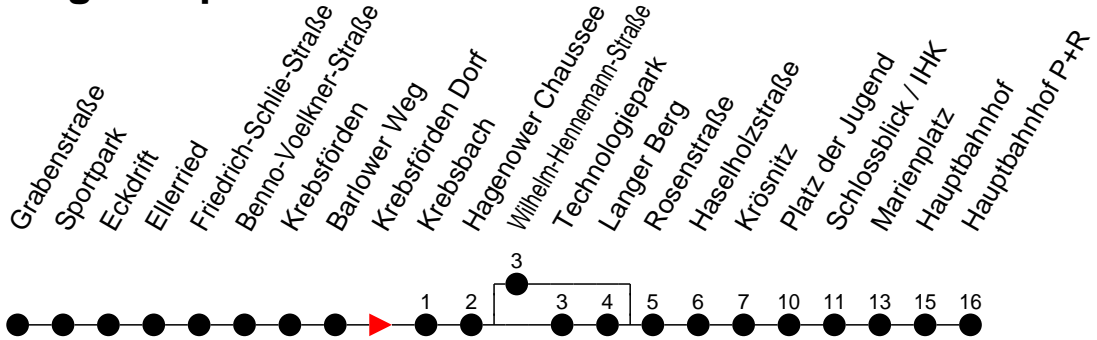 Grabenstraße
Sportpark
Eckdrift
Ellerried
Friedrich-Schlie-Straße
Benno-Voelkner-Straße
Krebsförden
Barlower Weg
Krebsförden Dorf
Krebsbach
Hagenower Chaussee
Wilhelm-Hennemann-Straße
Technologiepark
Langer Berg
Rosenstraße
Haselholzstraße
Krösnitz
Platz der Jugend
Schlossblick / IHK
Marienplatz
Hauptbahnhof
Hauptbahnhof P+R
3
1 2 3 4 5 6 7 10 11 13 15 16